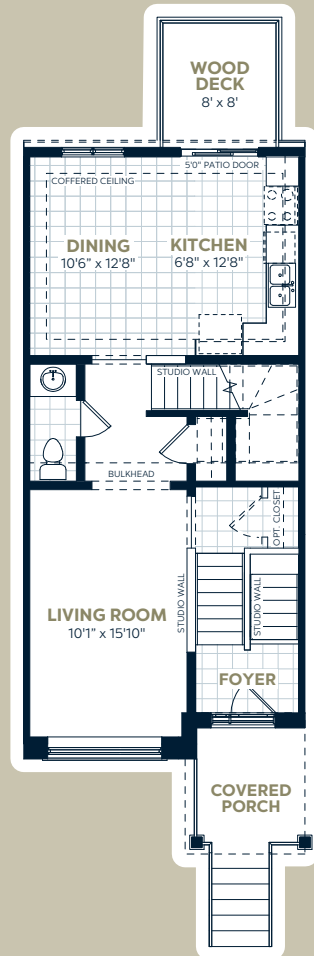 WOOD
DECK
8' x 8'
5'0" PATIO DOOR
COFFERED CEILING
DINING
10'6" x 12'8"
KITCHEN
6'8" x 12'8"
STUDIO WALL
BULKHEAD
OPT. CLOSET
STUDIO WALL
STUDIO WALL
LIVING ROOM
10'1" x 15'10"
FOYER
COVERED
PORCH